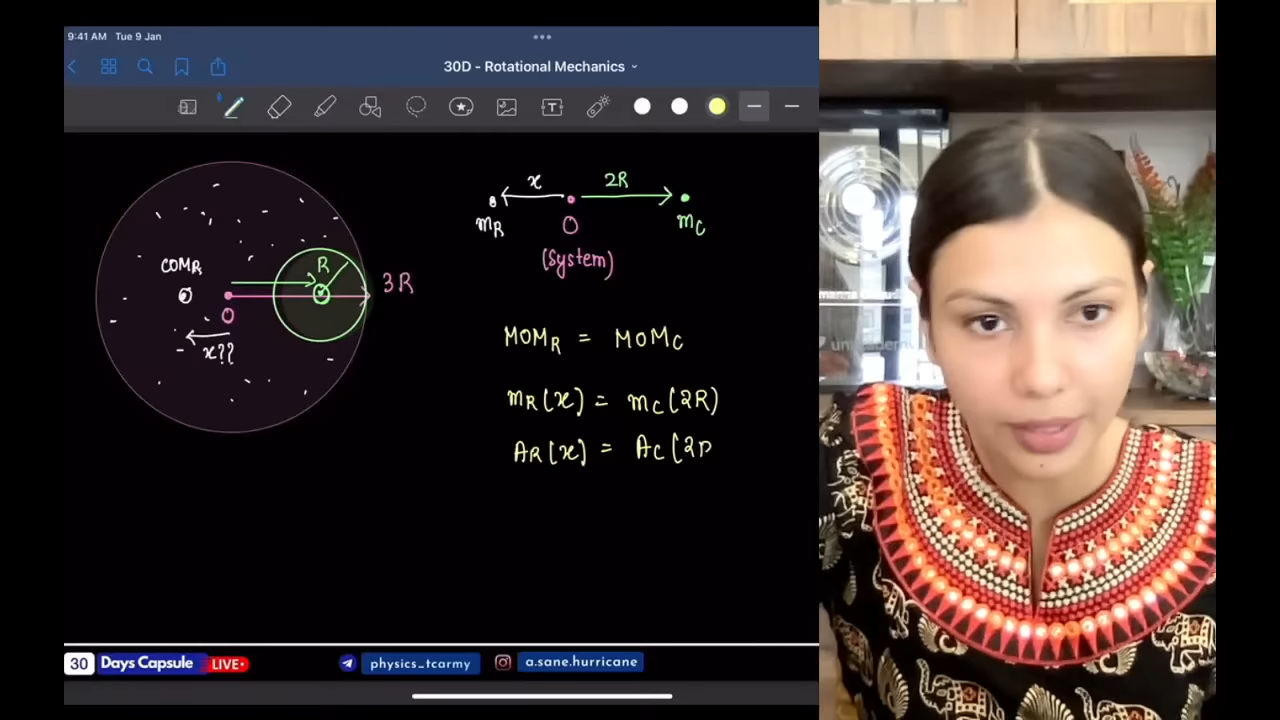 9:41 AM Tue 9 Jan
30D - Rotational Mechanics
x 2R
mR O mC
(System)
COMR
R
3R
O
x??
MOMR = MOMC
mR(x) = mC(2R)
AR(x) = AC(2
30 Days Capsule LIVE
physics_tcarmy
a.sane.hurricane